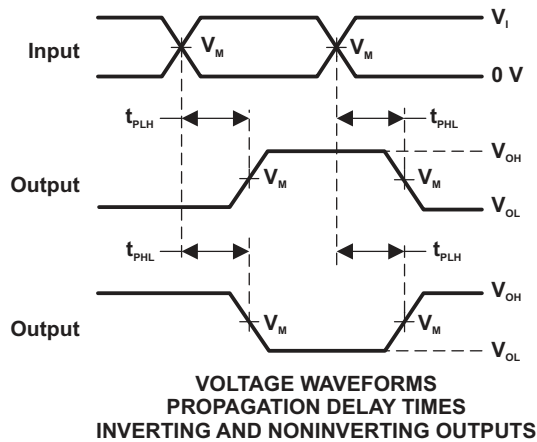 V_I
Input
V_M V_M
0 V
t_PLH t_PHL
V_OH
Output
V_M V_M
V_OL
t_PHL t_PLH
V_OH
Output
V_M V_M
V_OL
VOLTAGE WAVEFORMS
PROPAGATION DELAY TIMES
INVERTING AND NONINVERTING OUTPUTS